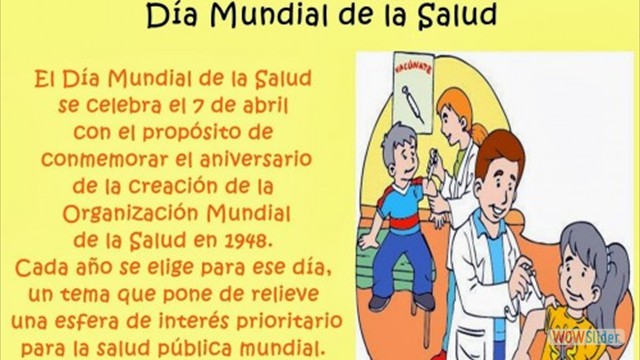 Día Mundial de la Salud
El Día Mundial de la Salud
se celebra el 7 de abril
con el propósito de
conmemorar el aniversario
de la creación de la
Organización Mundial
de la Salud en 1948.
Cada año se elige para ese día,
un tema que pone de relieve
una esfera de interés prioritario
para la salud pública mundial.
VACÚNATE
WOWSlider